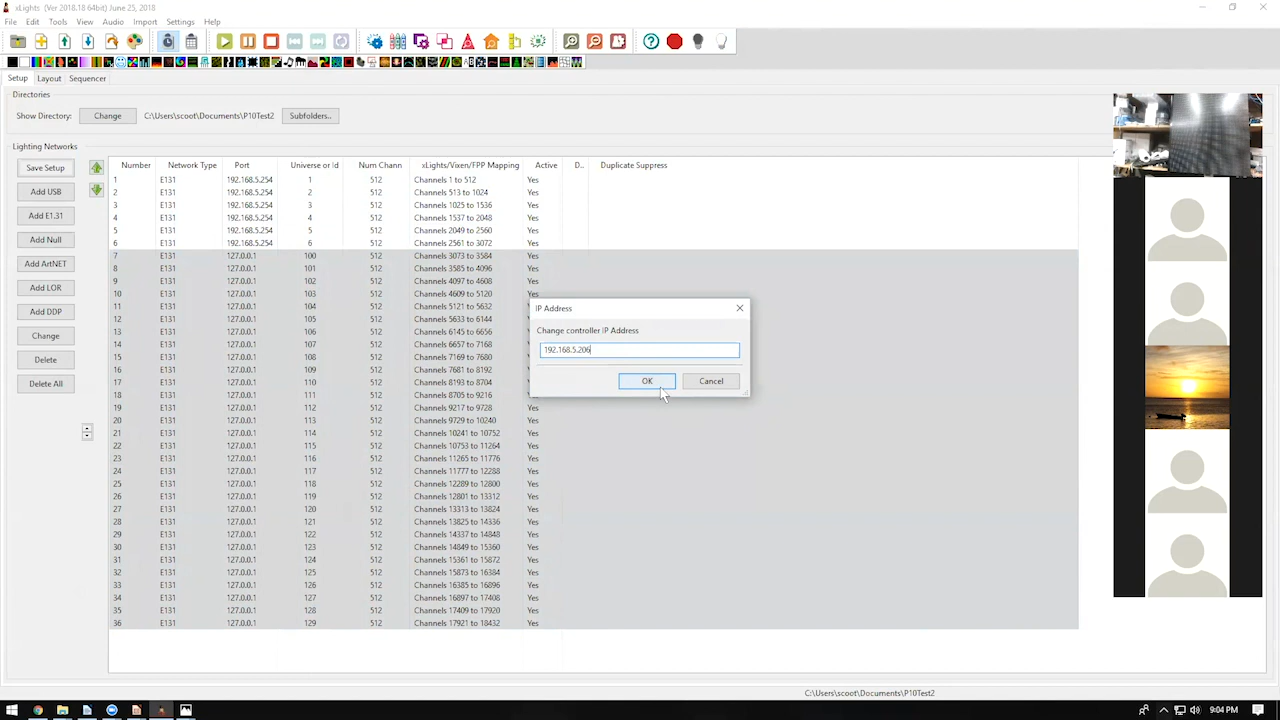 xLights (Ver 2018.18 64bit) June 25, 2018
File Edit Tools View Audio Import Settings Help
Setup Layout Sequencer
Directories
Show Directory: Change C:\Users\scoot\Documents\P10Test2 Subfolders..
Lighting Networks
Save Setup
Add USB
Add E1.31
Add Null
Add ArtNET
Add LOR
Add DDP
Change
Delete
Delete All
Number Network Type Port Universe or Id Num Chann xLights/Vixen/FPP Mapping Active D.. Duplicate Suppress
1 E131 192.168.5.254 1 512 Channels 1 to 512 Yes
2 E131 192.168.5.254 2 512 Channels 513 to 1024 Yes
3 E131 192.168.5.254 3 512 Channels 1025 to 1536 Yes
4 E131 192.168.5.254 4 512 Channels 1537 to 2048 Yes
5 E131 192.168.5.254 5 512 Channels 2049 to 2560 Yes
6 E131 192.168.5.254 6 512 Channels 2561 to 3072 Yes
7 E131 127.0.0.1 100 512 Channels 3073 to 3584 Yes
8 E131 127.0.0.1 101 512 Channels 3585 to 4096 Yes
9 E131 127.0.0.1 102 512 Channels 4097 to 4608 Yes
10 E131 127.0.0.1 103 512 Channels 4609 to 5120 Yes
11 E131 127.0.0.1 104 512 Channels 5121 to 5632
12 E131 127.0.0.1 105 512 Channels 5633 to 6144
13 E131 127.0.0.1 106 512 Channels 6145 to 6656
14 E131 127.0.0.1 107 512 Channels 6657 to 7168
15 E131 127.0.0.1 108 512 Channels 7169 to 7680
16 E131 127.0.0.1 109 512 Channels 7681 to 8192
17 E131 127.0.0.1 110 512 Channels 8193 to 8704
18 E131 127.0.0.1 111 512 Channels 8705 to 9216
19 E131 127.0.0.1 112 512 Channels 9217 to 9728 Yes
20 E131 127.0.0.1 113 512 Channels 9729 to 10240 Yes
21 E131 127.0.0.1 114 512 Channels 10241 to 10752 Yes
22 E131 127.0.0.1 115 512 Channels 10753 to 11264 Yes
23 E131 127.0.0.1 116 512 Channels 11265 to 11776 Yes
24 E131 127.0.0.1 117 512 Channels 11777 to 12288 Yes
25 E131 127.0.0.1 118 512 Channels 12289 to 12800 Yes
26 E131 127.0.0.1 119 512 Channels 12801 to 13312 Yes
27 E131 127.0.0.1 120 512 Channels 13313 to 13824 Yes
28 E131 127.0.0.1 121 512 Channels 13825 to 14336 Yes
29 E131 127.0.0.1 122 512 Channels 14337 to 14848 Yes
30 E131 127.0.0.1 123 512 Channels 14849 to 15360 Yes
31 E131 127.0.0.1 124 512 Channels 15361 to 15872 Yes
32 E131 127.0.0.1 125 512 Channels 15873 to 16384 Yes
33 E131 127.0.0.1 126 512 Channels 16385 to 16896 Yes
34 E131 127.0.0.1 127 512 Channels 16897 to 17408 Yes
35 E131 127.0.0.1 128 512 Channels 17409 to 17920 Yes
36 E131 127.0.0.1 129 512 Channels 17921 to 18432 Yes
IP Address
Change controller IP Address
192.168.5.206
OK Cancel
C:\Users\scoot\Documents\P10Test2
9:04 PM